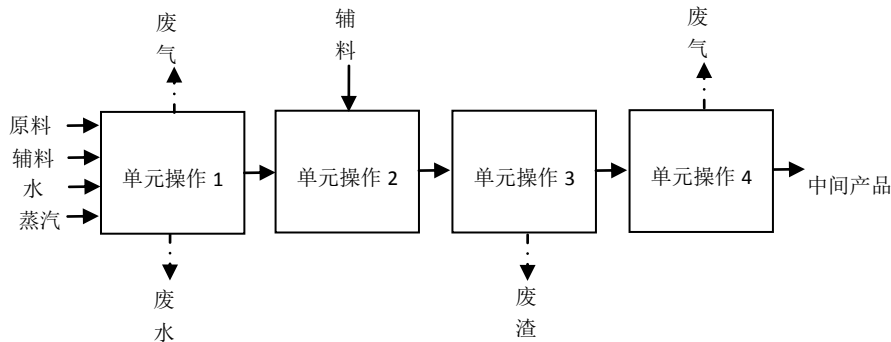 废气
辅料
废气
原料
辅料
水
蒸汽
单元操作 1
单元操作 2
单元操作 3
单元操作 4
中间产品
废水
废渣